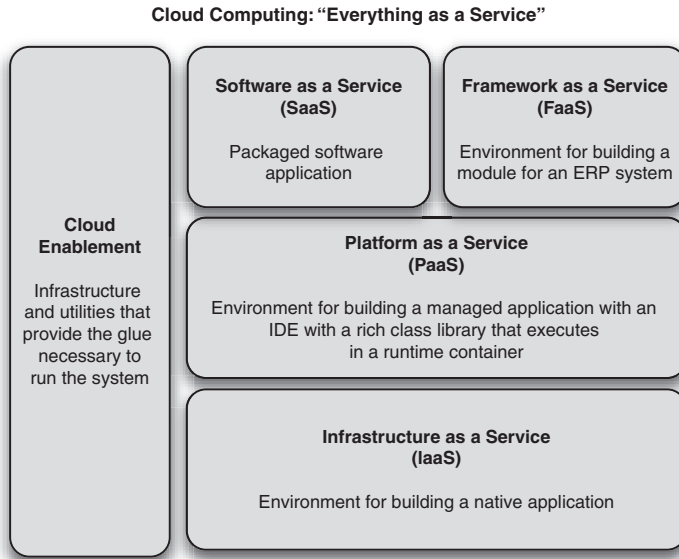 Cloud Computing: “Everything as a Service”
Cloud
Enablement
Infrastructure
and utilities that
provide the glue
necessary to
run the system
Software as a Service
(SaaS)
Packaged software
application
Framework as a Service
(FaaS)
Environment for building a
module for an ERP system
Platform as a Service
(PaaS)
Environment for building a managed application with an
IDE with a rich class library that executes
in a runtime container
Infrastructure as a Service
(IaaS)
Environment for building a native application